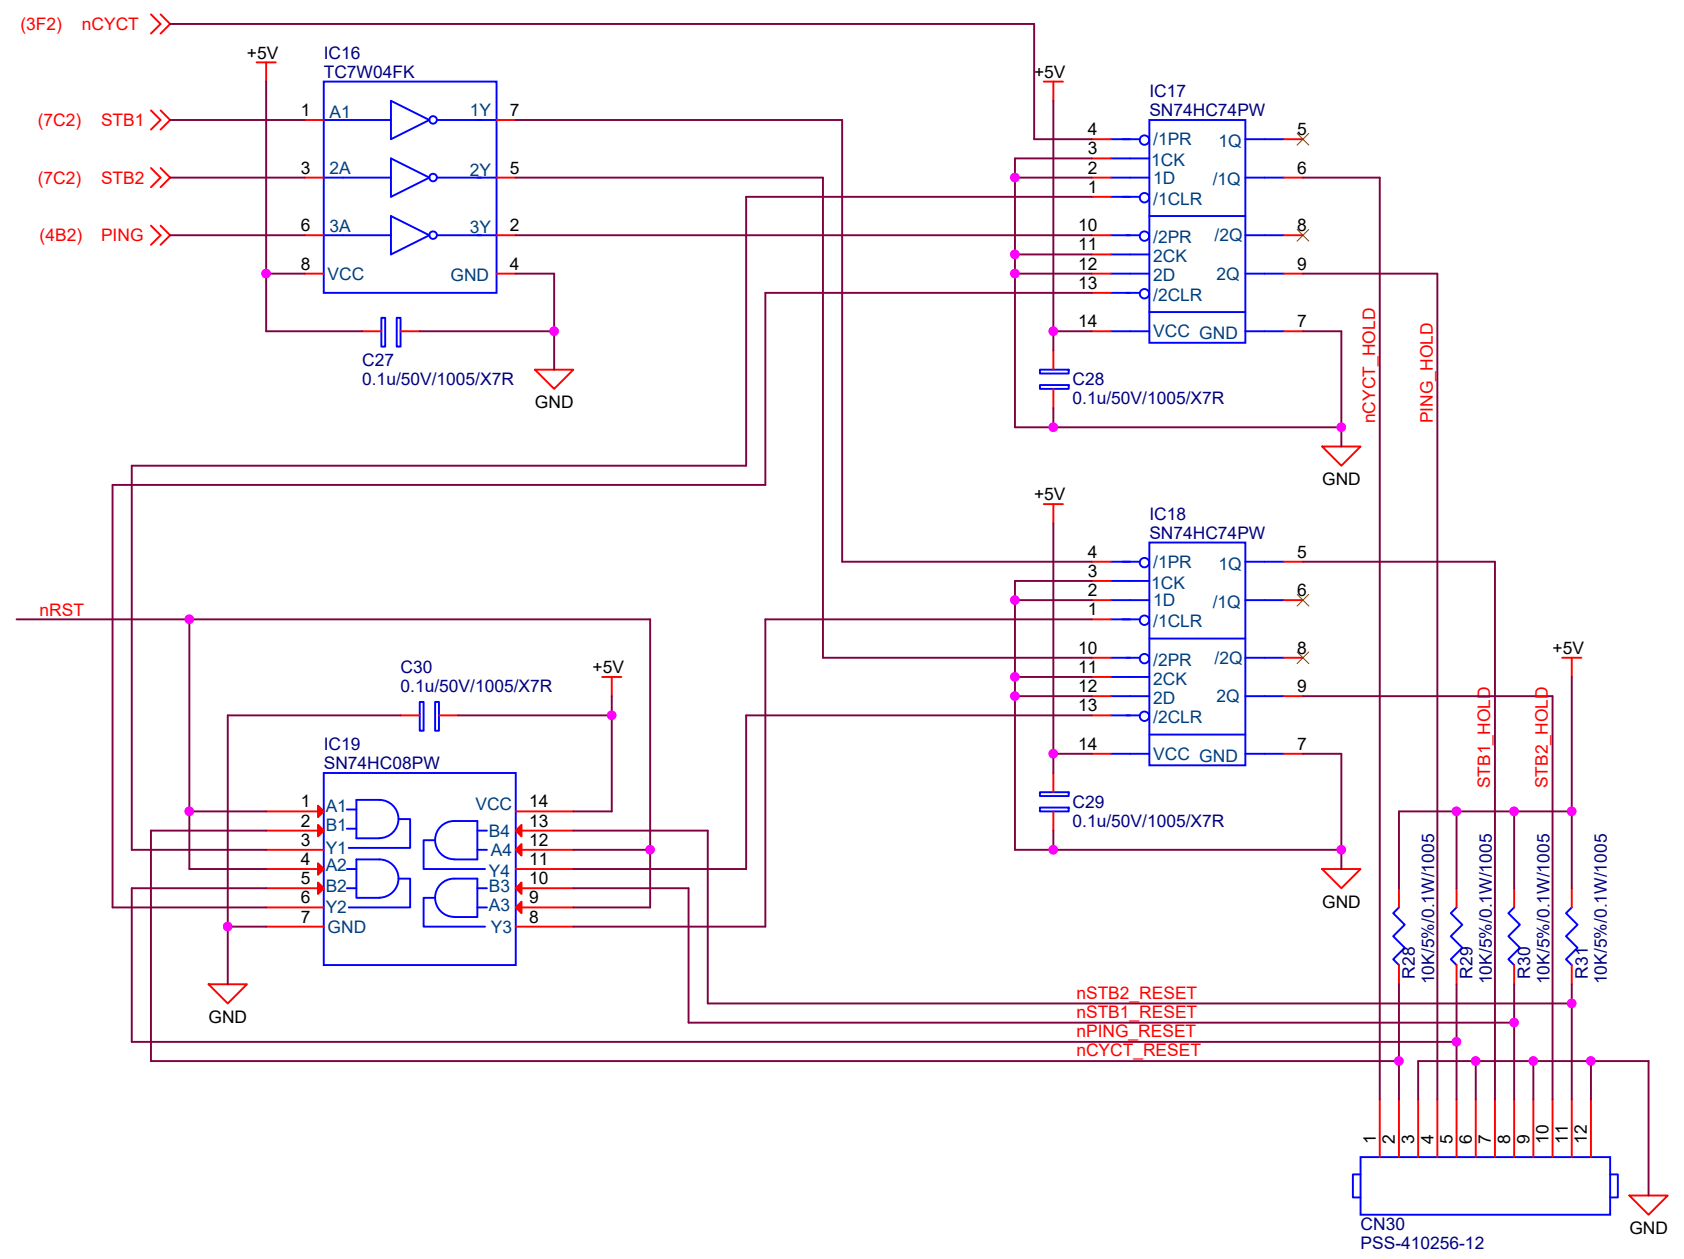 (3F2) nCYCT
+5V
IC16
TC7W04FK
(7C2) STB1
1 A1 1Y 7
(7C2) STB2
3 2A 2Y 5
(4B2) PING
6 3A 3Y 2
8 VCC GND 4
C27
0.1u/50V/1005/X7R
GND
+5V
IC17
SN74HC74PW
4 /1PR 1Q 5
3 1CK
2 1D /1Q 6
1 /1CLR
10 /2PR /2Q 8
11 2CK
12 2D 2Q 9
13 /2CLR
14 VCC GND 7
C28
0.1u/50V/1005/X7R
GND
nCYCT_HOLD
PING_HOLD
+5V
IC18
SN74HC74PW
4 /1PR 1Q 5
3 1CK
2 1D /1Q 6
1 /1CLR
10 /2PR /2Q 8
11 2CK
12 2D 2Q 9
13 /2CLR
14 VCC GND 7
C29
0.1u/50V/1005/X7R
GND
STB1_HOLD
STB2_HOLD
+5V
nRST
C30
0.1u/50V/1005/X7R
+5V
IC19
SN74HC08PW
1 A1 VCC 14
2 B1 B4 13
3 Y1 A4 12
4 A2 Y4 11
5 B2 B3 10
6 Y2 A3 9
7 GND Y3 8
GND
R28
10K/5%/0.1W/1005
R29
10K/5%/0.1W/1005
R30
10K/5%/0.1W/1005
R31
10K/5%/0.1W/1005
nSTB2_RESET
nSTB1_RESET
nPING_RESET
nCYCT_RESET
1 2 3 4 5 6 7 8 9 10 11 12
CN30
PSS-410256-12
GND